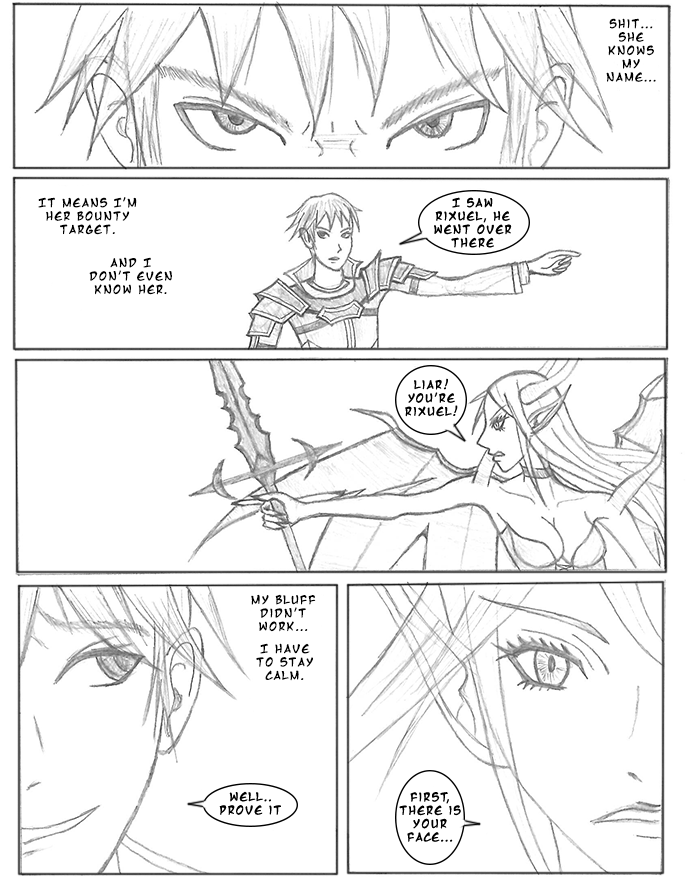 SHIT...
SHE
KNOWS
MY
NAME...
IT MEANS I'M
HER BOUNTY
TARGET.
AND I
DON'T EVEN
KNOW HER.
I SAW
RIXUEL, HE
WENT OVER
THERE
LIAR!
YOU'RE
RIXUEL!
MY BLUFF
DIDN'T
WORK...
I HAVE
TO STAY
CALM.
WELL..
PROVE IT
FIRST,
THERE IS
YOUR
FACE...